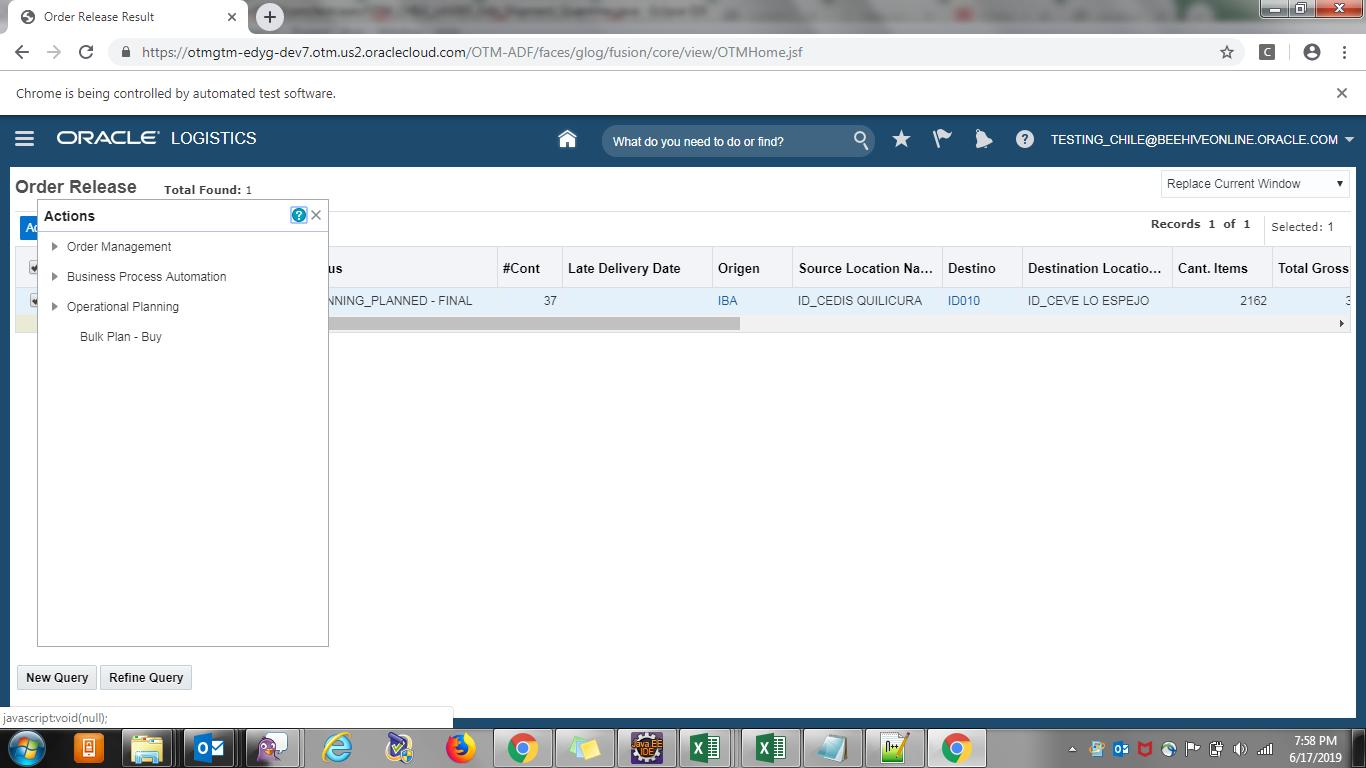 Order Release Result
https://otmgtm-edyg-dev7.otm.us2.oraclecloud.com/OTM-ADF/faces/glog/fusion/core/view/OTMHome.jsf
C
Chrome is being controlled by automated test software.
ORACLE LOGISTICS
What do you need to do or find?
TESTING_CHILE@BEEHIVEONLINE.ORACLE.COM
Order Release
Total Found: 1
Replace Current Window
Records 1 of 1
Selected: 1
Actions
Order Management
Business Process Automation
Operational Planning
Bulk Plan - Buy
us #Cont Late Delivery Date Origen Source Location Na... Destino Destination Locatio... Cant. Items Total Gross
NNING_PLANNED - FINAL 37 IBA ID_CEDIS QUILICURA ID010 ID_CEVE LO ESPEJO 2162 3
New Query Refine Query
javascript:void(null);
Java EE
IDE
7:58 PM
6/17/2019